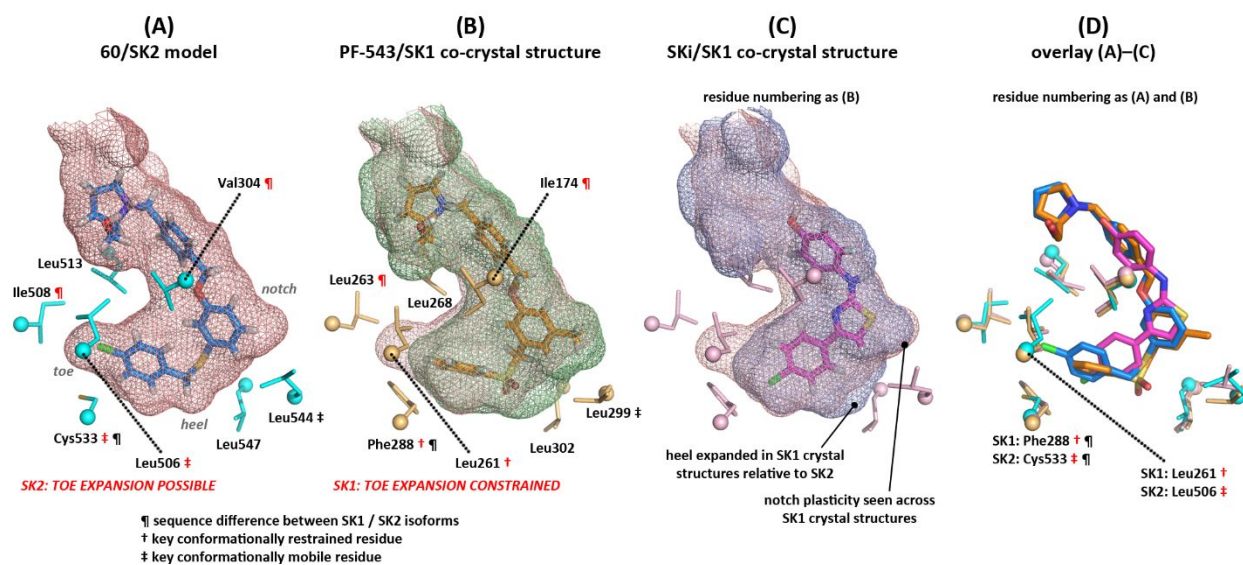 (A)
60/SK2 model
(B)
PF-543/SK1 co-crystal structure
(C)
SKi/SK1 co-crystal structure
(D)
overlay (A)–(C)
residue numbering as (B)
residue numbering as (A) and (B)
Val304 ¶
Leu513
Ile508 ¶
notch
toe
heel
Cys533 ‡ ¶
Leu506 ‡
Leu547
Leu544 ‡
SK2: TOE EXPANSION POSSIBLE
Ile174 ¶
Leu263 ¶
Leu268
Phe288 † ¶
Leu261 †
Leu302
Leu299 ‡
SK1: TOE EXPANSION CONSTRAINED
heel expanded in SK1 crystal
structures relative to SK2
notch plasticity seen across
SK1 crystal structures
SK1: Phe288 † ¶
SK2: Cys533 ‡ ¶
SK1: Leu261 †
SK2: Leu506 ‡
¶ sequence difference between SK1 / SK2 isoforms
† key conformationally restrained residue
‡ key conformationally mobile residue